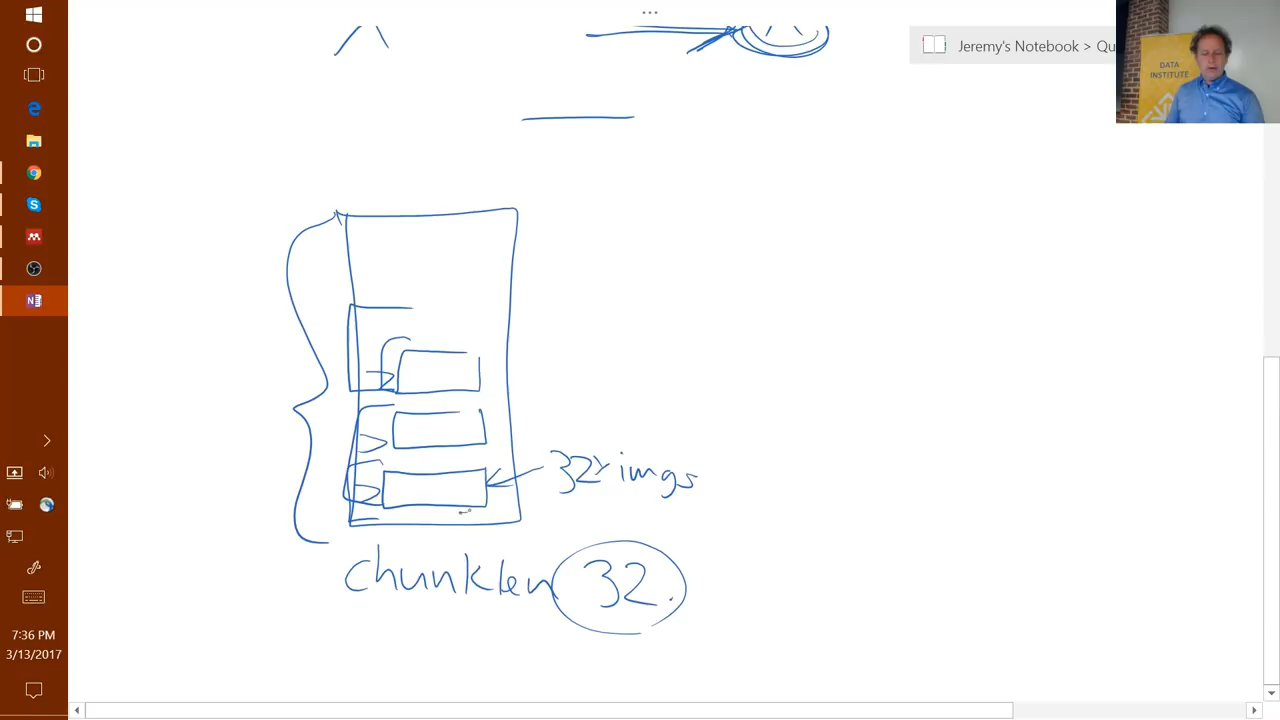 Jeremy's Notebook > Qu
DATA
INSTITUTE
32 imgs
chunklen 32.
7:36 PM
3/13/2017